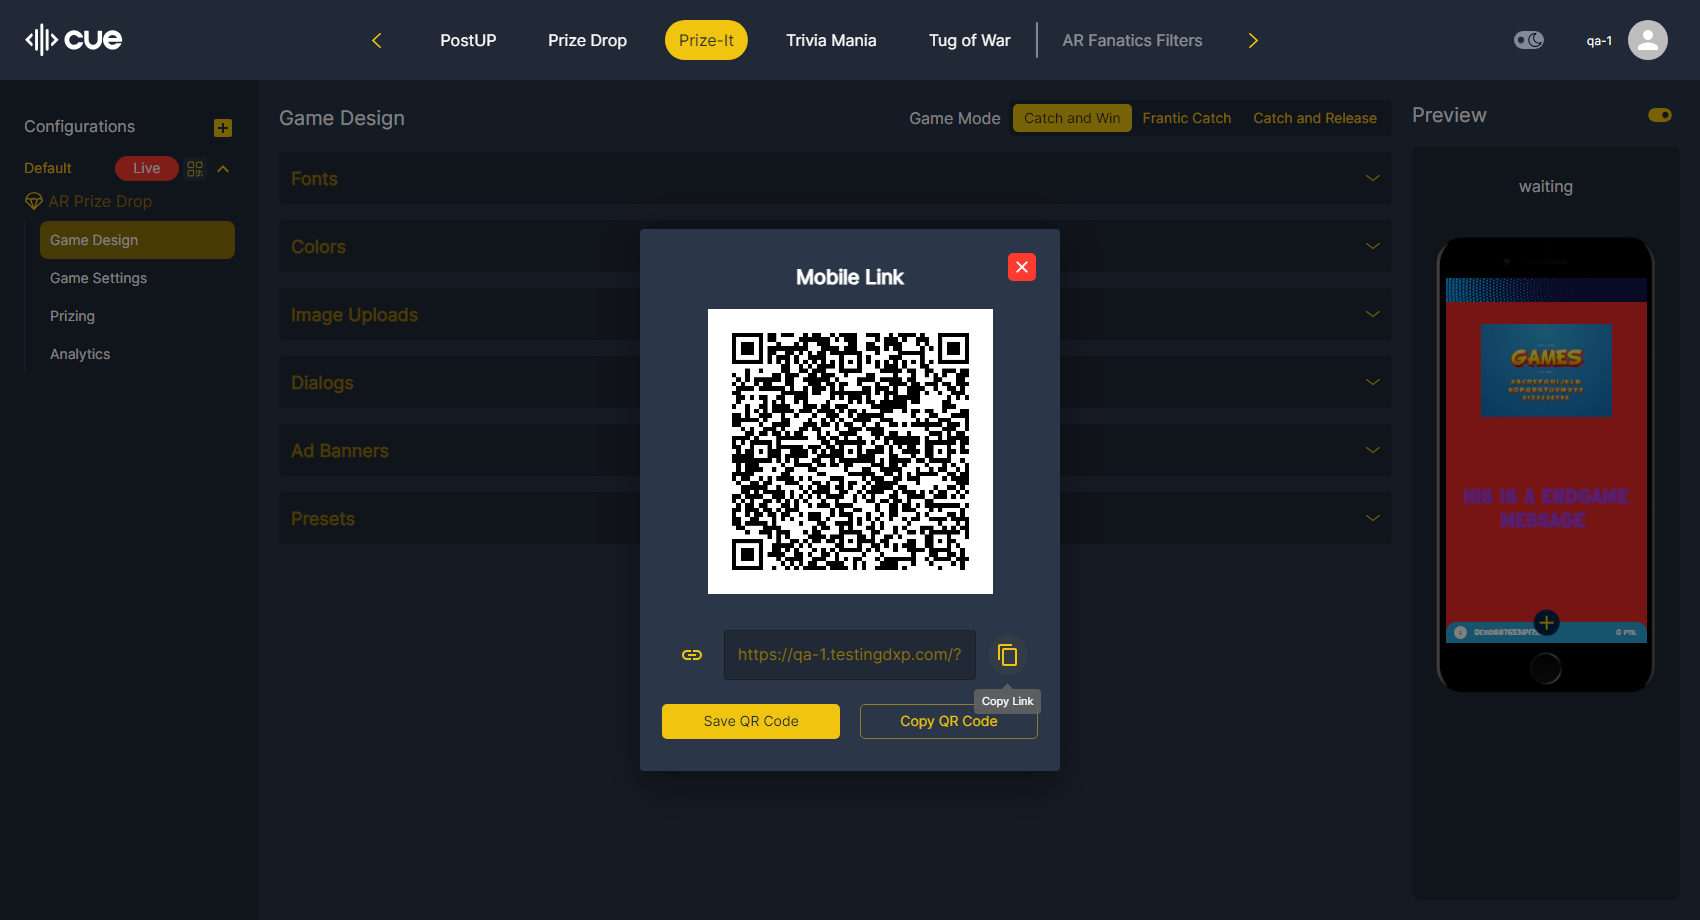 cue
PostUP
Prize Drop
Prize-It
Trivia Mania
Tug of War
AR Fanatics Filters
qa-1
Configurations
Default
Live
AR Prize Drop
Game Design
Game Settings
Prizing
Analytics
Game Design
Game Mode
Catch and Win
Frantic Catch
Catch and Release
Fonts
Colors
Image Uploads
Dialogs
Ad Banners
Presets
Mobile Link
https://qa-1.testingdxp.com/?
Copy Link
Save QR Code
Copy QR Code
Preview
waiting
GAMES
HIS IS A ENDGAME
MESSAGE
0 PTS.